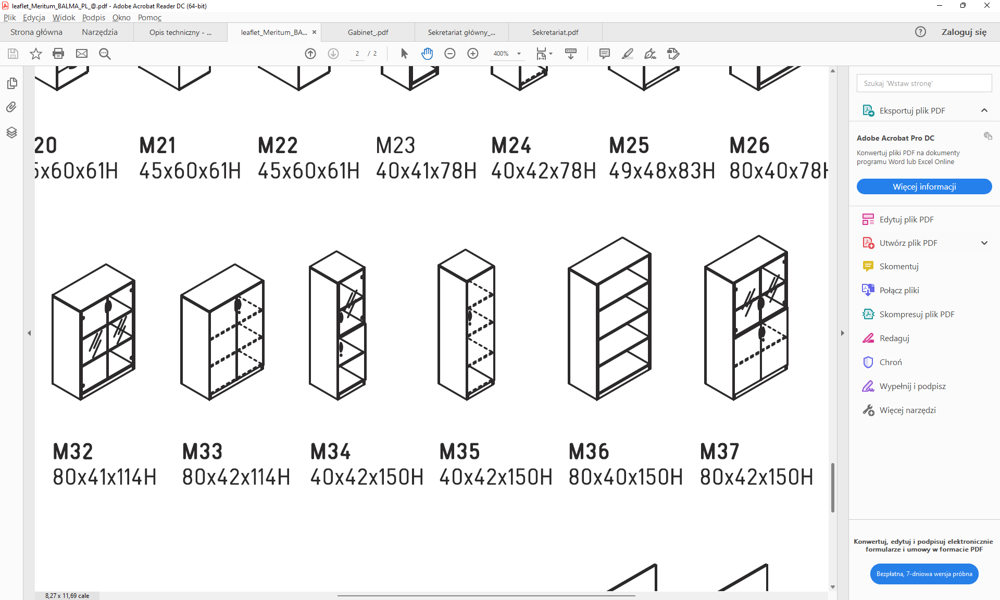 leaflet_Meritum_BALMA_PL_@.pdf - Adobe Acrobat Reader DC (64-bit)
Plik Edycja Widok Podpis Okno Pomoc
Strona główna Narzędzia Opis techniczny - ... leaflet_Meritum_BA... × Gabinet_.pdf Sekretariat główny_... Sekretariat.pdf ? Zaloguj się
2 / 2 400%
Szukaj 'Wstaw stronę'
Eksportuj plik PDF
Adobe Acrobat Pro DC
Konwertuj pliki PDF na dokumenty
programu Word lub Excel Online
Więcej informacji
Edytuj plik PDF
Utwórz plik PDF
Skomentuj
Połącz pliki
Skompresuj plik PDF
Redaguj
Chroń
Wypełnij i podpisz
Więcej narzędzi
Konwertuj, edytuj i podpisuj elektronicznie
formularze i umowy w formacie PDF
Bezpłatna, 7-dniowa wersja próbna
20 M21 M22 M23 M24 M25 M26
5x60x61H 45x60x61H 45x60x61H 40x41x78H 40x42x78H 49x48x83H 80x40x78H
M32 M33 M34 M35 M36 M37
80x41x114H 80x42x114H 40x42x150H 40x42x150H 80x40x150H 80x42x150H
8,27 x 11,69 cale